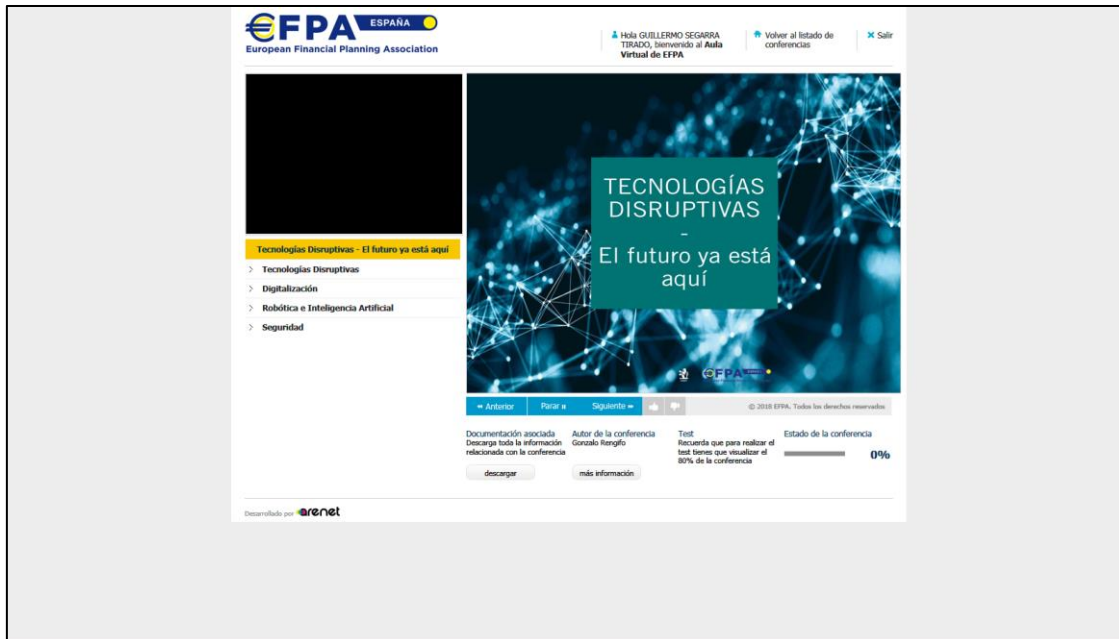 €FPA ESPAÑA
European Financial Planning Association
Hola GUILLERMO SEGARRA
TIRADO, bienvenido al Aula
Virtual de EFPA
Volver al listado de
conferencias
Salir
TECNOLOGÍAS
DISRUPTIVAS
-
El futuro ya está
aquí
€FPA ESPAÑA
Tecnologías Disruptivas - El futuro ya está aquí
Tecnologías Disruptivas
Digitalización
Robótica e Inteligencia Artificial
Seguridad
Anterior
Parar
Siguiente
© 2018 EFPA. Todos los derechos reservados
Documentación asociada
Descarga toda la información
relacionada con la conferencia
descargar
Autor de la conferencia
Gonzalo Rengifo
más información
Test
Recuerda que para realizar el
test tienes que visualizar el
80% de la conferencia
Estado de la conferencia
0%
Desarrollado por arenet